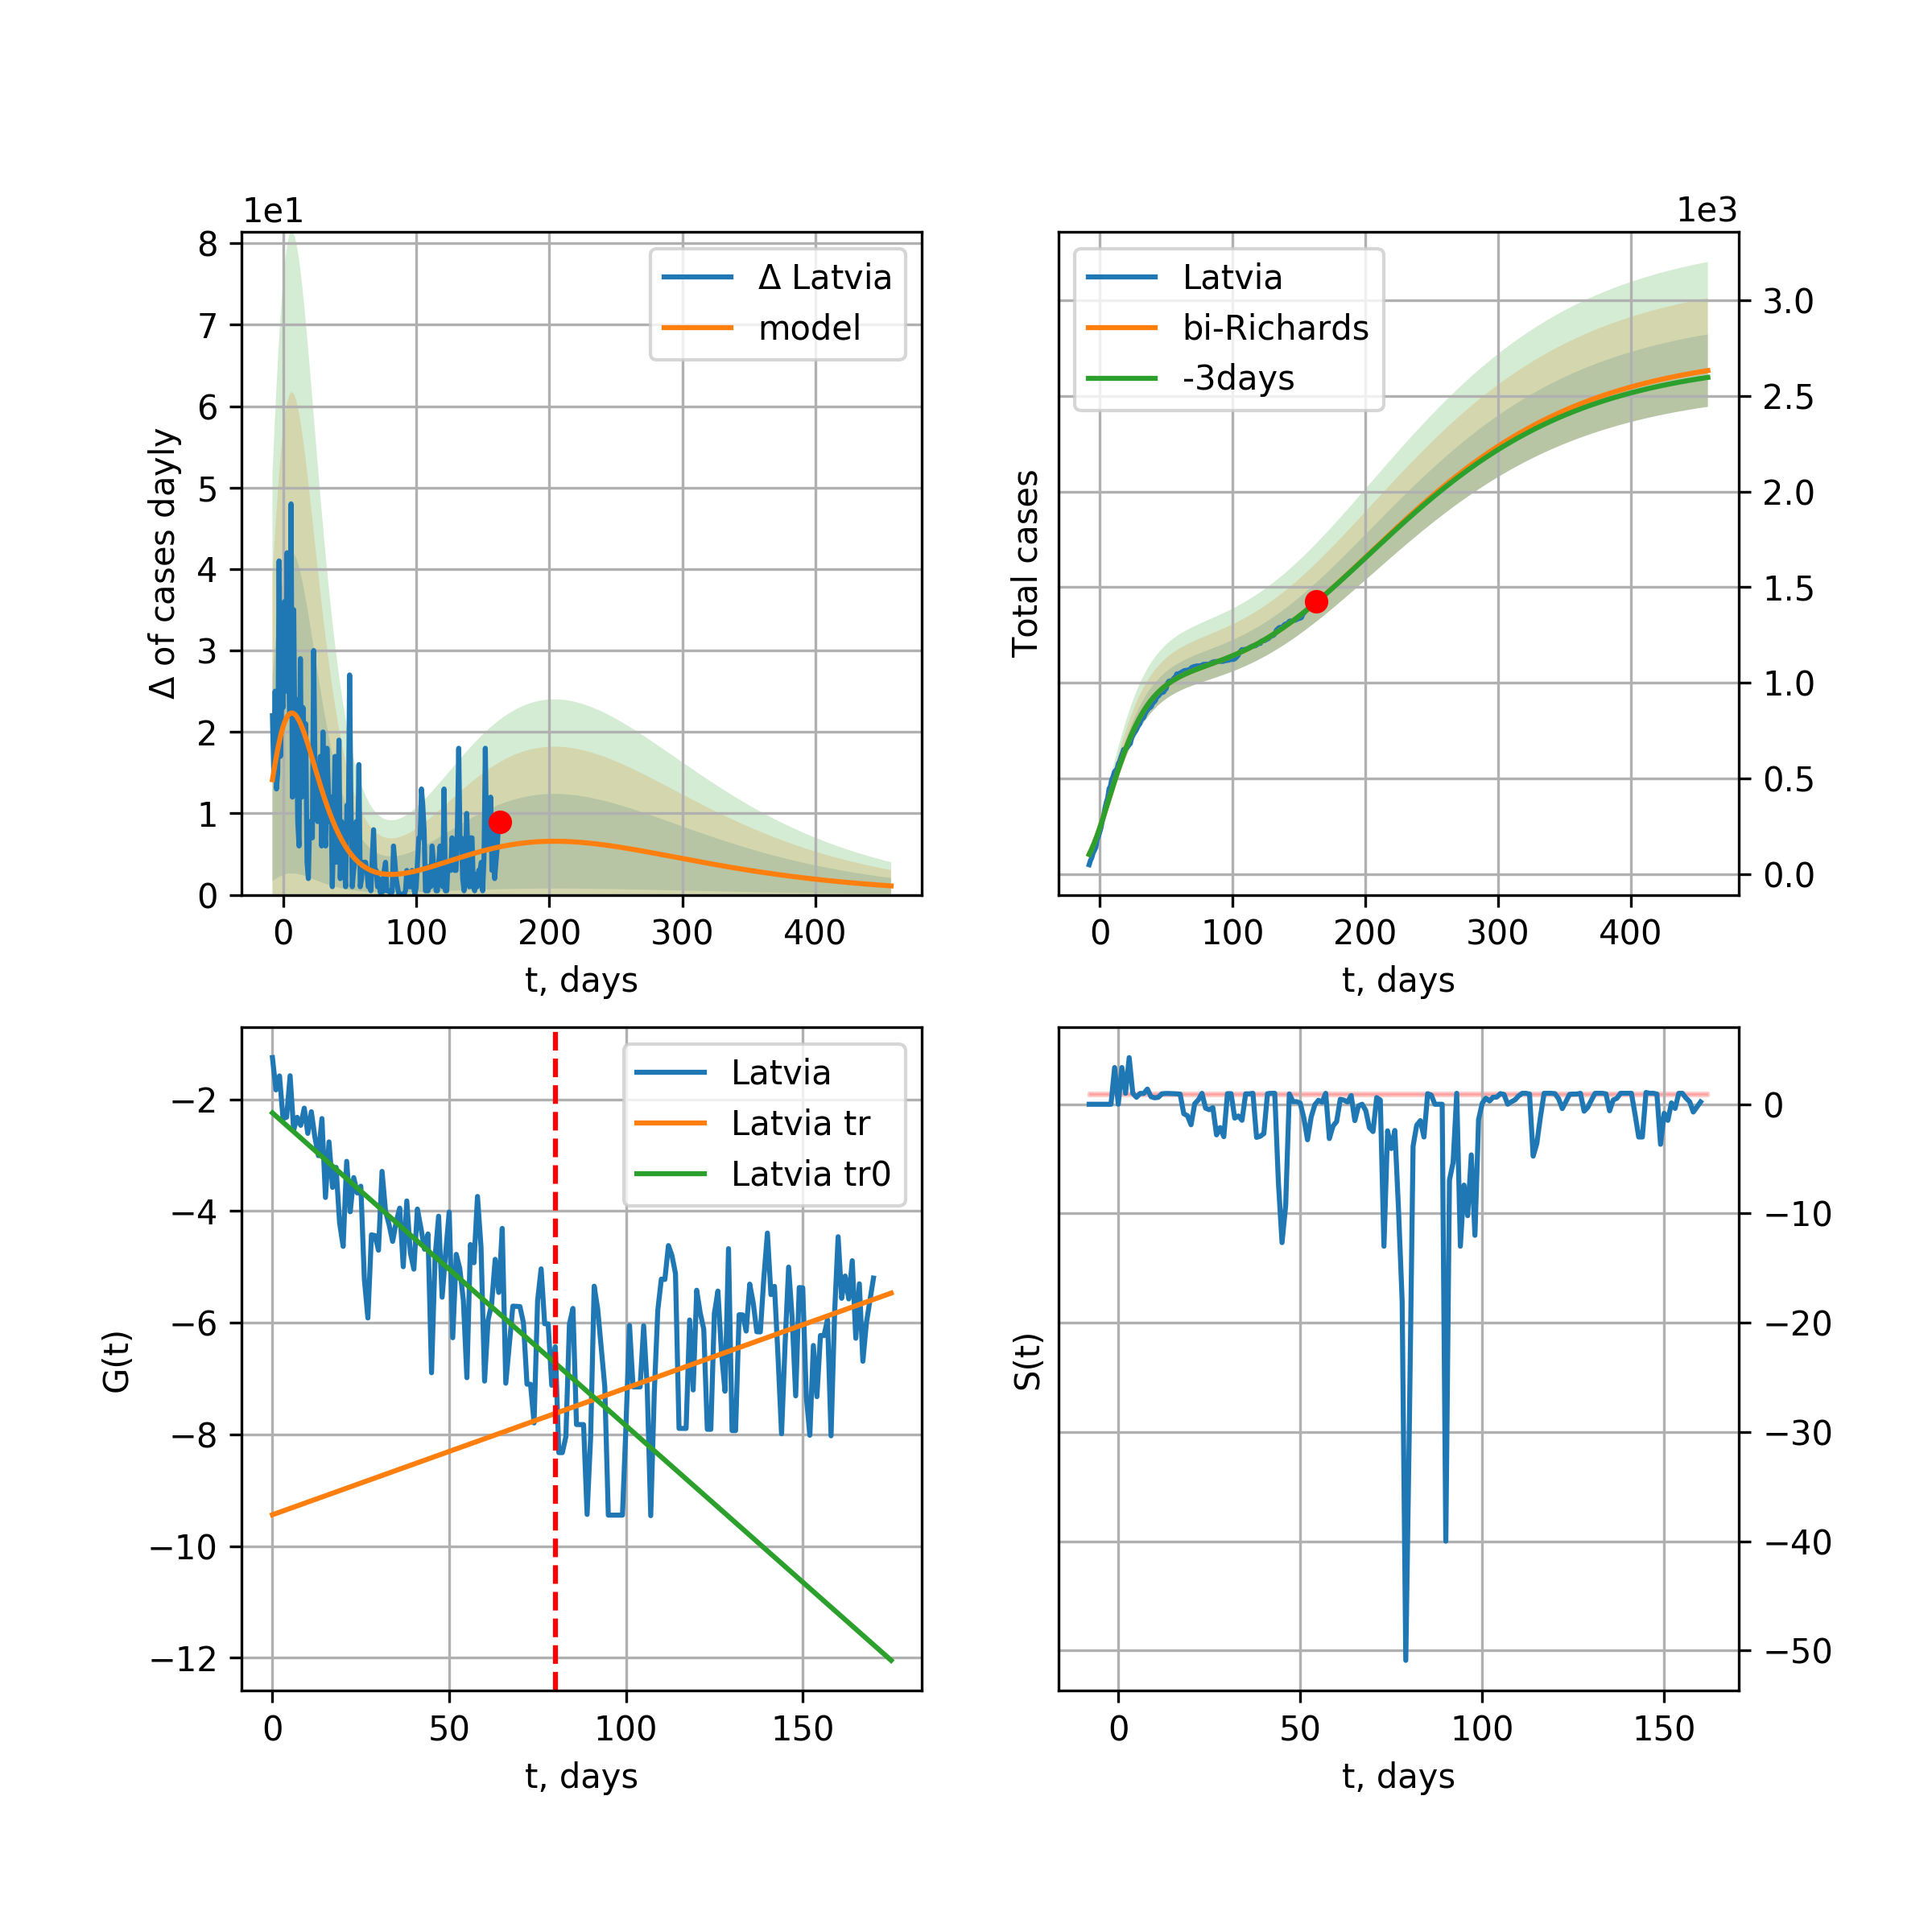 1e1
8
7
6
5
4
3
2
1
0
Δ of cases dayly
Δ Latvia
model
0 100 200 300 400
t, days
1e3
Latvia
bi-Richards
-3days
Total cases
3.0
2.5
2.0
1.5
1.0
0.5
0.0
0 100 200 300 400
t, days
Latvia
Latvia tr
Latvia tr0
G(t)
−2
−4
−6
−8
−10
−12
0 50 100 150
t, days
S(t)
0
−10
−20
−30
−40
−50
0 50 100 150
t, days